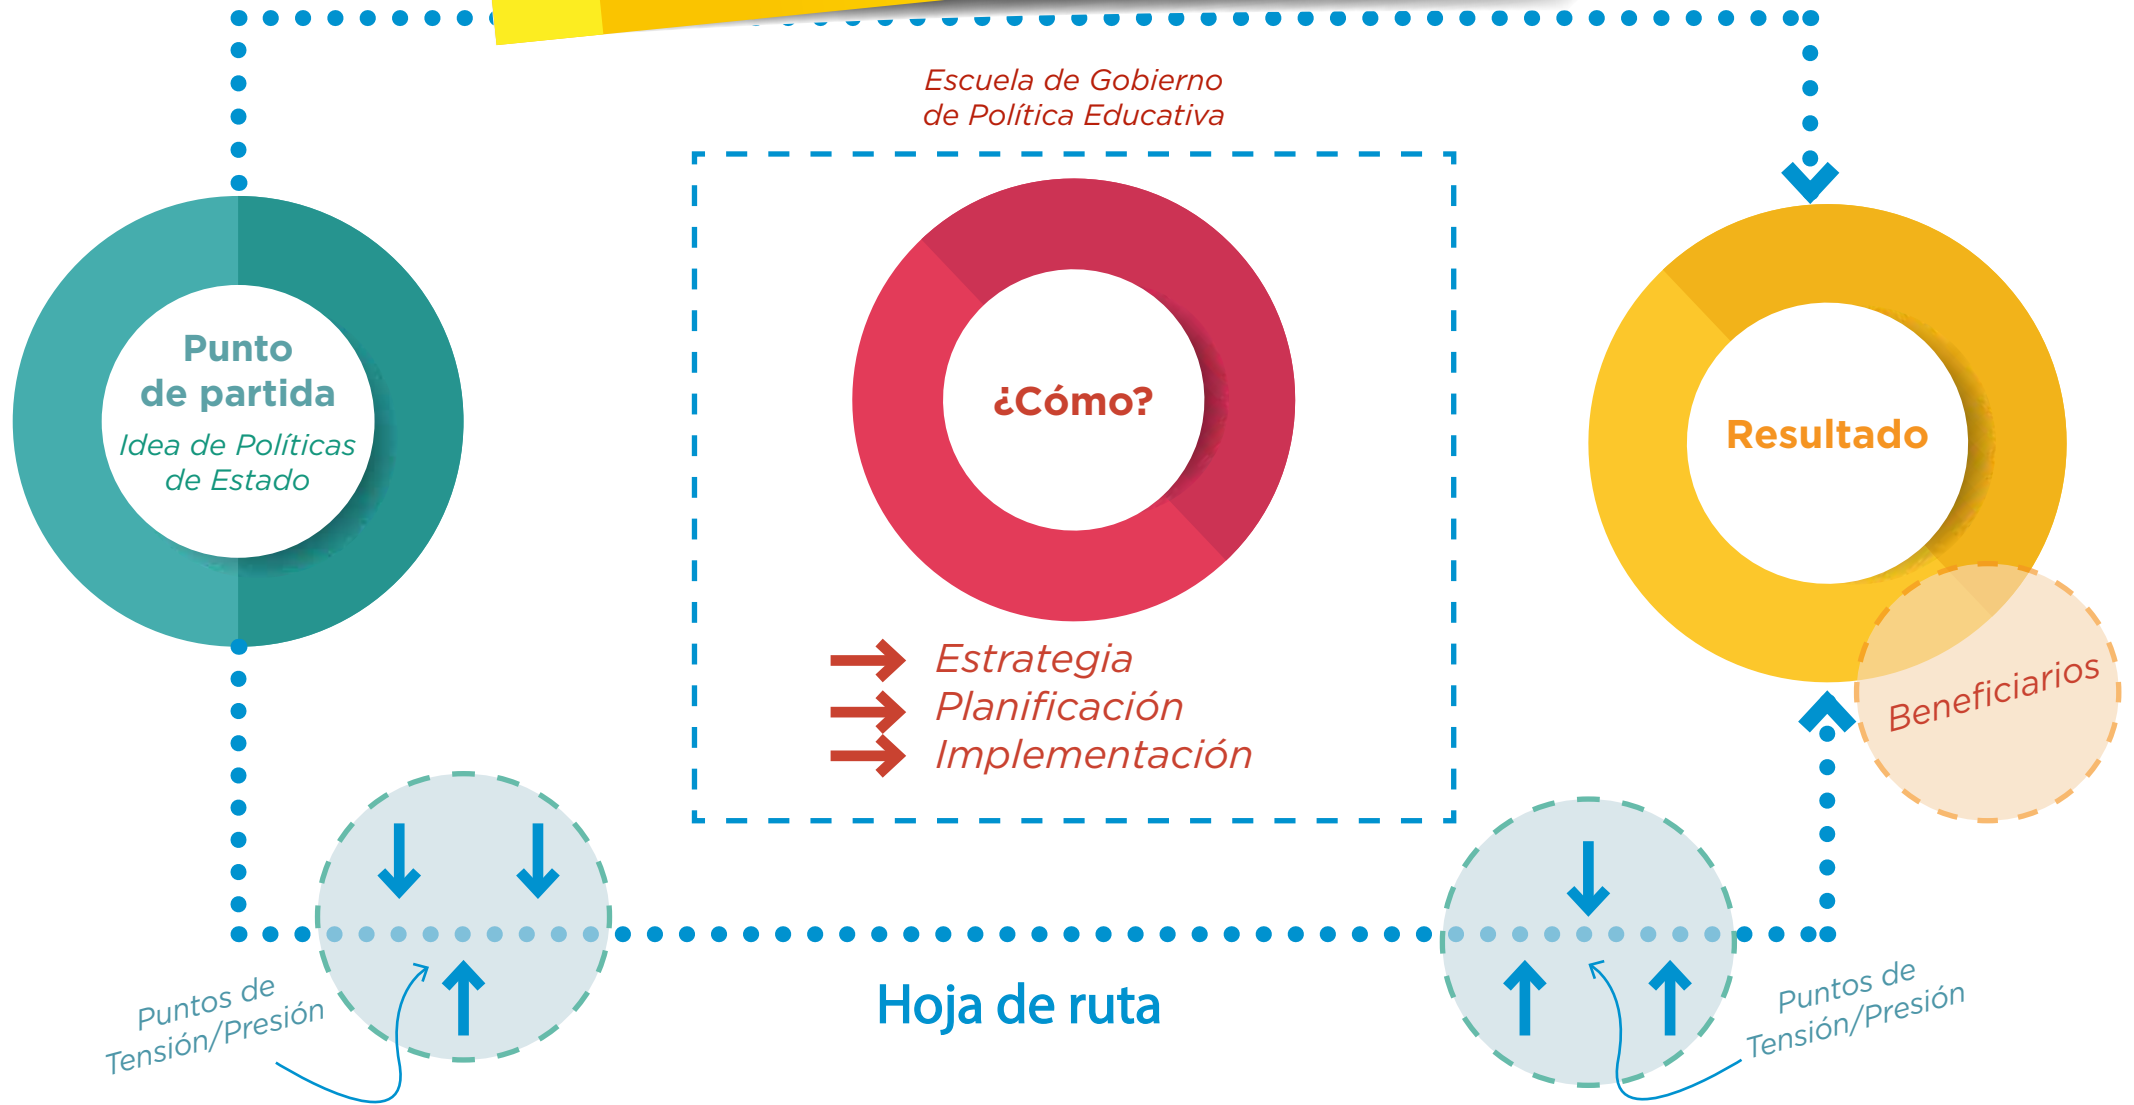 Escuela de Gobierno
de Política Educativa
Punto
de partida
Idea de Políticas
de Estado
¿Cómo?
Estrategia
Planificación
Implementación
Resultado
Beneficiarios
Puntos de
Tensión/Presión
Hoja de ruta
Puntos de
Tensión/Presión